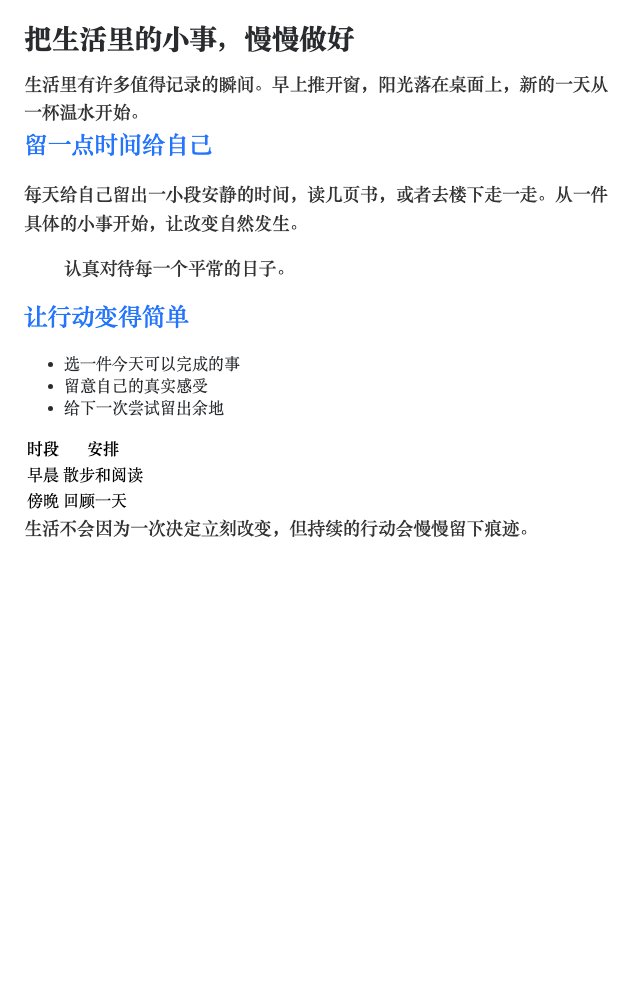 把生活里的小事，慢慢做好
生活里有许多值得记录的瞬间。早上推开窗，阳光落在桌面上，新的一天从
一杯温水开始。
留一点时间给自己
每天给自己留出一小段安静的时间，读几页书，或者去楼下走一走。从一件
具体的小事开始，让改变自然发生。
认真对待每一个平常的日子。
让行动变得简单
• 选一件今天可以完成的事
• 留意自己的真实感受
• 给下一次尝试留出余地
时段 安排
早晨 散步和阅读
傍晚 回顾一天
生活不会因为一次决定立刻改变，但持续的行动会慢慢留下痕迹。